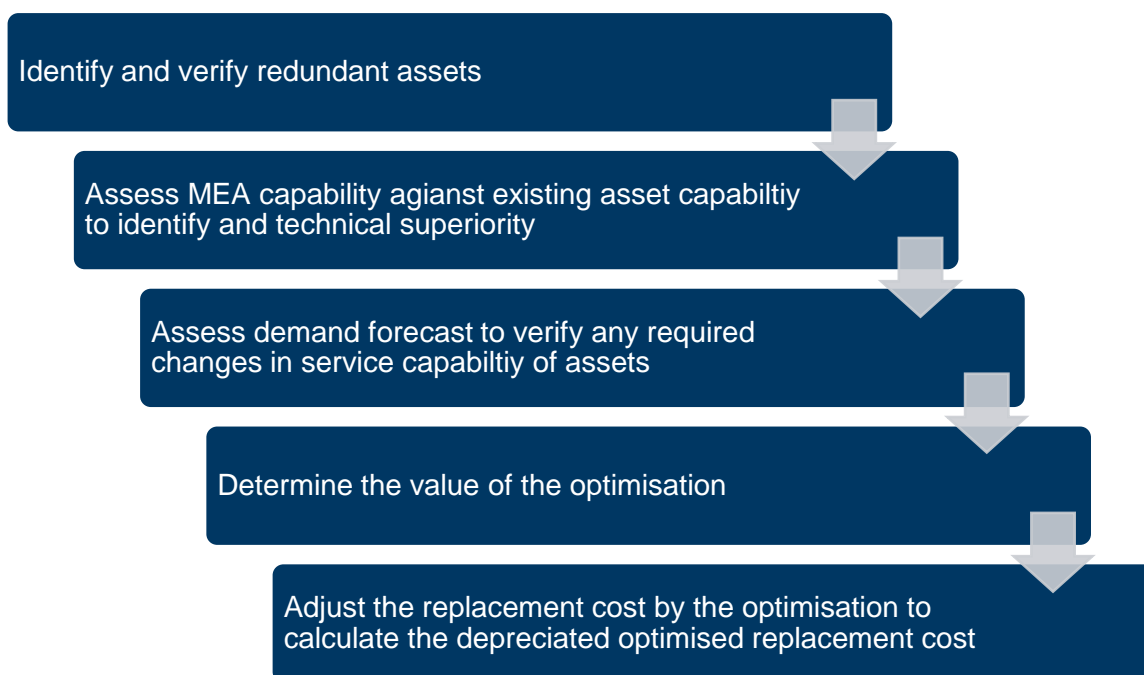 Identify and verify redundant assets
Assess MEA capability agianst existing asset capabiltiy
to identify and technical superiority
Assess demand forecast to verify any required
changes in service capabiltiy of assets
Determine the value of the optimisation
Adjust the replacement cost by the optimisation to
calculate the depreciated optimised replacement cost